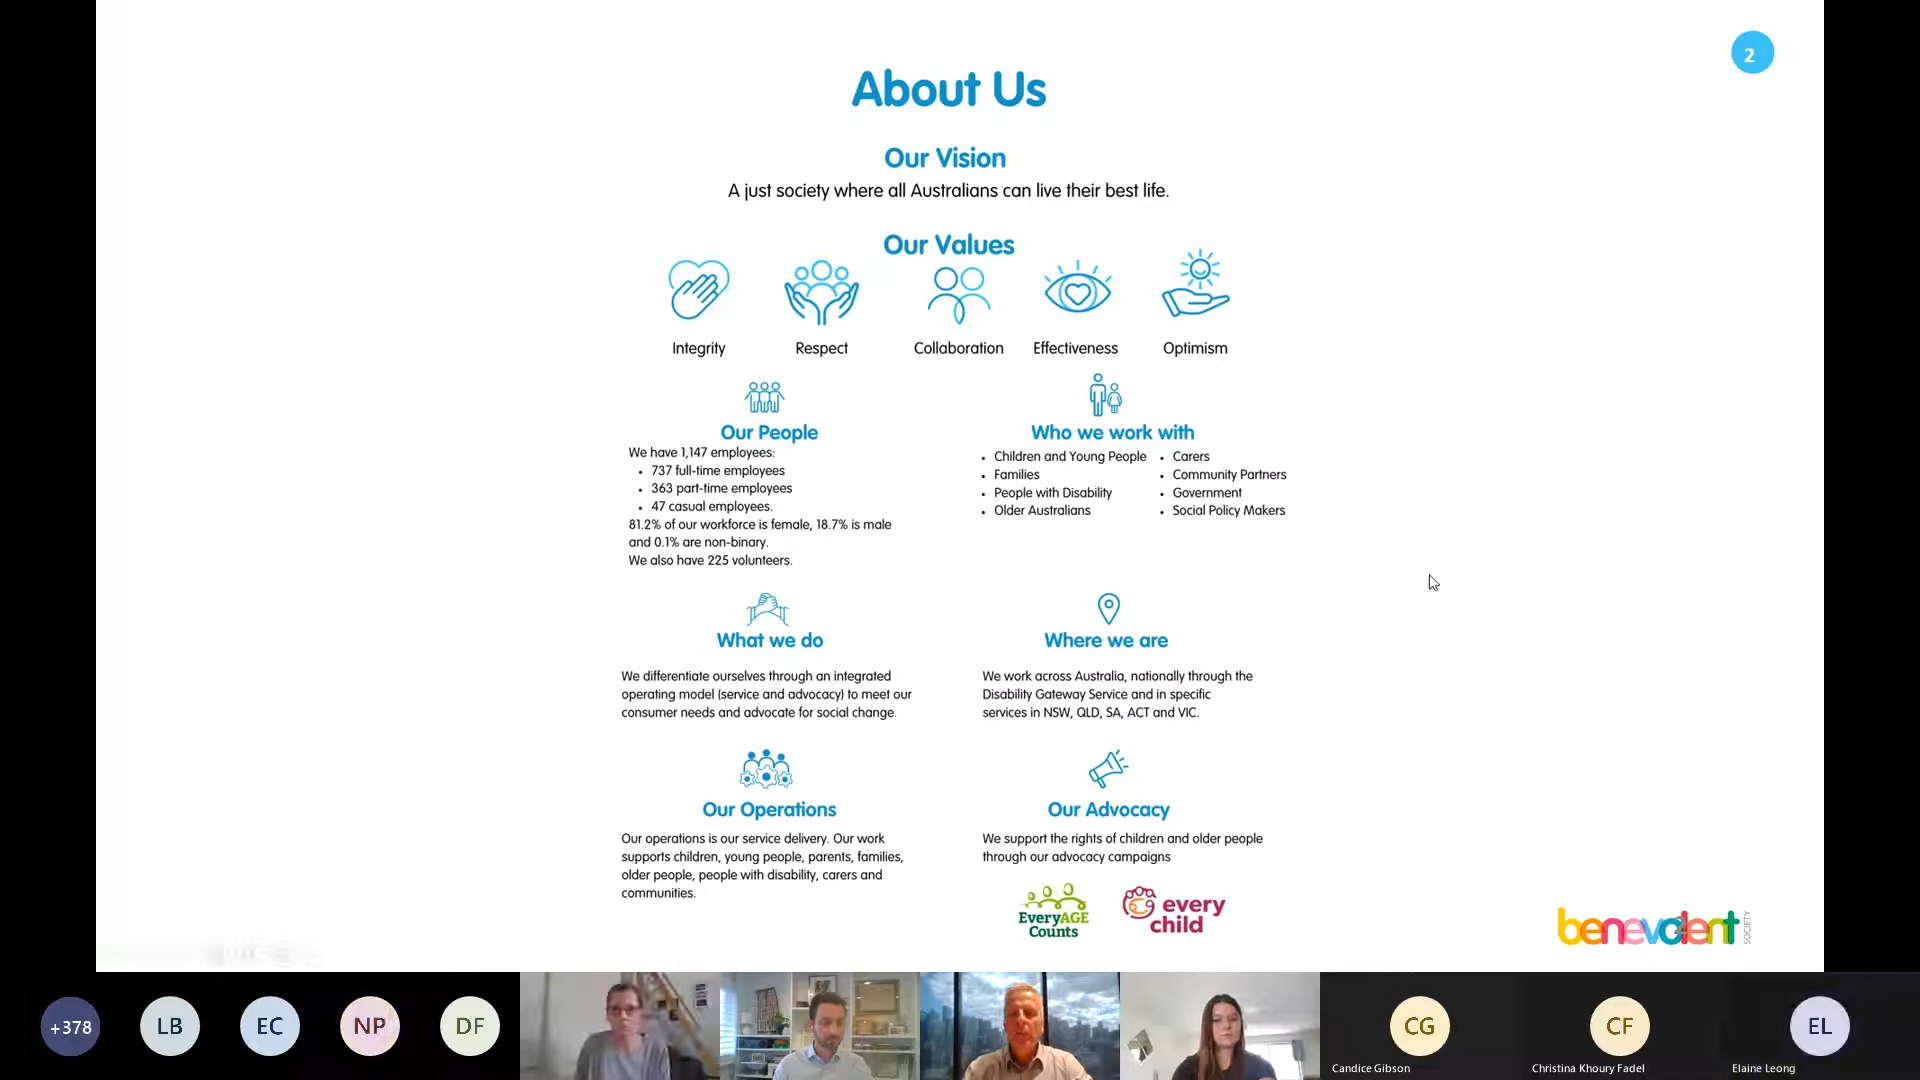 2
About Us
Our Vision
A just society where all Australians can live their best life.
Our Values
Integrity
Respect
Collaboration
Effectiveness
Optimism
Our People
We have 1,147 employees:
• 737 full-time employees
• 363 part-time employees
• 47 casual employees.
81.2% of our workforce is female, 18.7% is male
and 0.1% are non-binary.
We also have 225 volunteers.
Who we work with
• Children and Young People
• Families
• People with Disability
• Older Australians
• Carers
• Community Partners
• Government
• Social Policy Makers
What we do
We differentiate ourselves through an integrated
operating model (service and advocacy) to meet our
consumer needs and advocate for social change.
Where we are
We work across Australia, nationally through the
Disability Gateway Service and in specific
services in NSW, QLD, SA, ACT and VIC.
Our Operations
Our operations is our service delivery. Our work
supports children, young people, parents, families,
older people, people with disability, carers and
communities.
Our Advocacy
We support the rights of children and older people
through our advocacy campaigns
EveryAGE
Counts
every
child
benevolent
SOCIETY
+378
LB
EC
NP
DF
CG
Candice Gibson
CF
Christina Khoury Fadel
EL
Elaine Leong